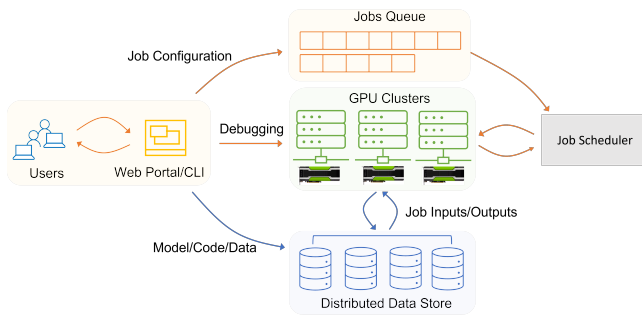 Jobs Queue
Job Configuration
GPU Clusters
Debugging
Job Scheduler
Users
Web Portal/CLI
Job Inputs/Outputs
Model/Code/Data
Distributed Data Store